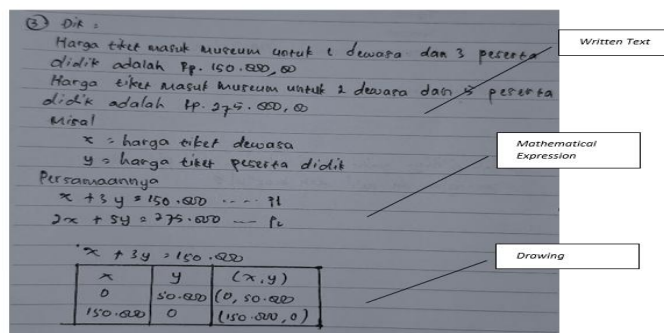 ③ Dik :
Harga tiket masuk museum untuk 1 dewasa dan 3 peserta
didik adalah Rp. 150.000,00
Harga tiket masuk museum untuk 2 dewasa dan 5 peserta
didik adalah Rp. 275.000,00
Misal
x = harga tiket dewasa
y = harga tiket peserta didik
Persamaannya
x + 3y = 150.000 ..... P1
2x + 5y = 275.000 ---- P2
x + 3y = 150.000
x y (x, y)
0 50.000 (0, 50.000
150.000 0 (150.000, 0)
Written Text
Mathematical
Expression
Drawing